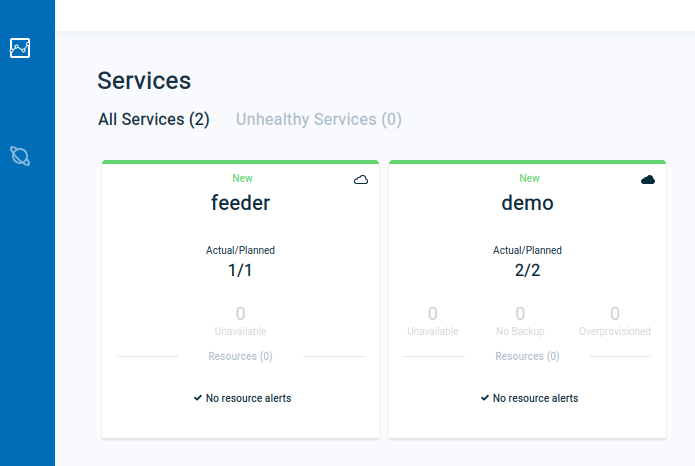 Services
All Services (2) Unhealthy Services (0)
New
feeder
Actual/Planned
1/1
0
Unavailable
Resources (0)
No resource alerts
New
demo
Actual/Planned
2/2
0 0 0
Unavailable No Backup Overprovisioned
Resources (0)
No resource alerts